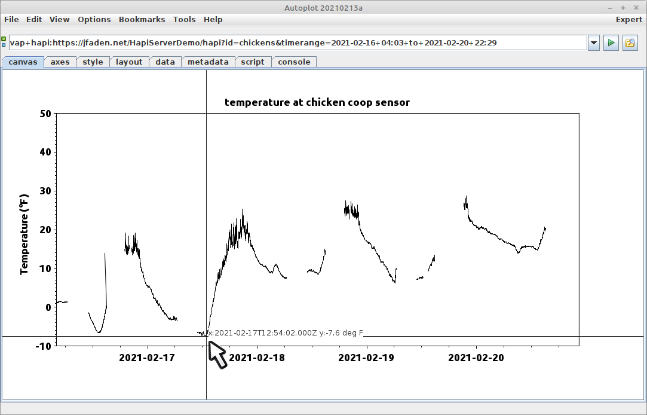 Autoplot 20210213a
File Edit View Options Bookmarks Tools Help Expert
vap+hapi:https://jfaden.net/HapiServerDemo/hapi?id=chickens&timerange=2021-02-16+04:03+to+2021-02-20+22:29
canvas axes style layout data metadata script console
temperature at chicken coop sensor
50
40
30
20
10
0
-10
Temperature (°F)
x:2021-02-17T12:54:02.000Z y:-7.6 deg F
2021-02-17 2021-02-18 2021-02-19 2021-02-20